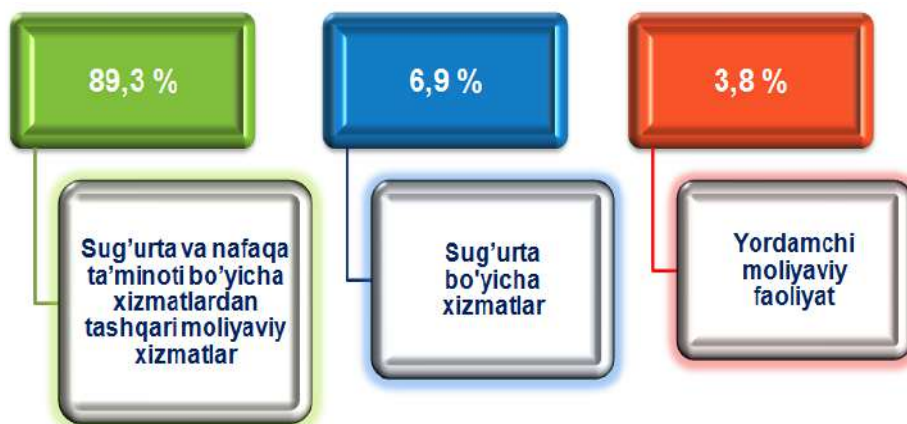 89,3 %
6,9 %
3,8 %
Sug’urta va nafaqa
ta’minoti bo’yicha
xizmatlardan
tashqari moliyaviy
xizmatlar
Sug’urta
bo'yicha
xizmatlar
Yordamchi
moliyaviy
faoliyat